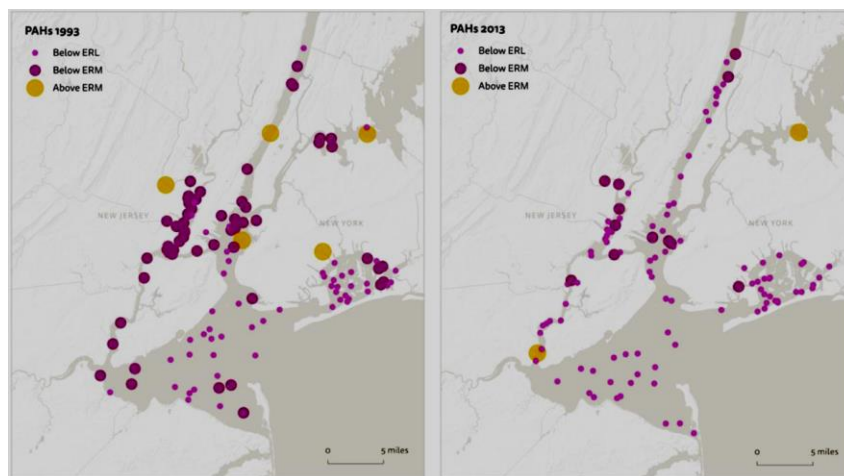 PAHs 1993
Below ERL
Below ERM
Above ERM
NEW JERSEY
NEW YORK
0 5 miles
PAHs 2013
Below ERL
Below ERM
Above ERM
NEW JERSEY
NEW YORK
0 5 miles